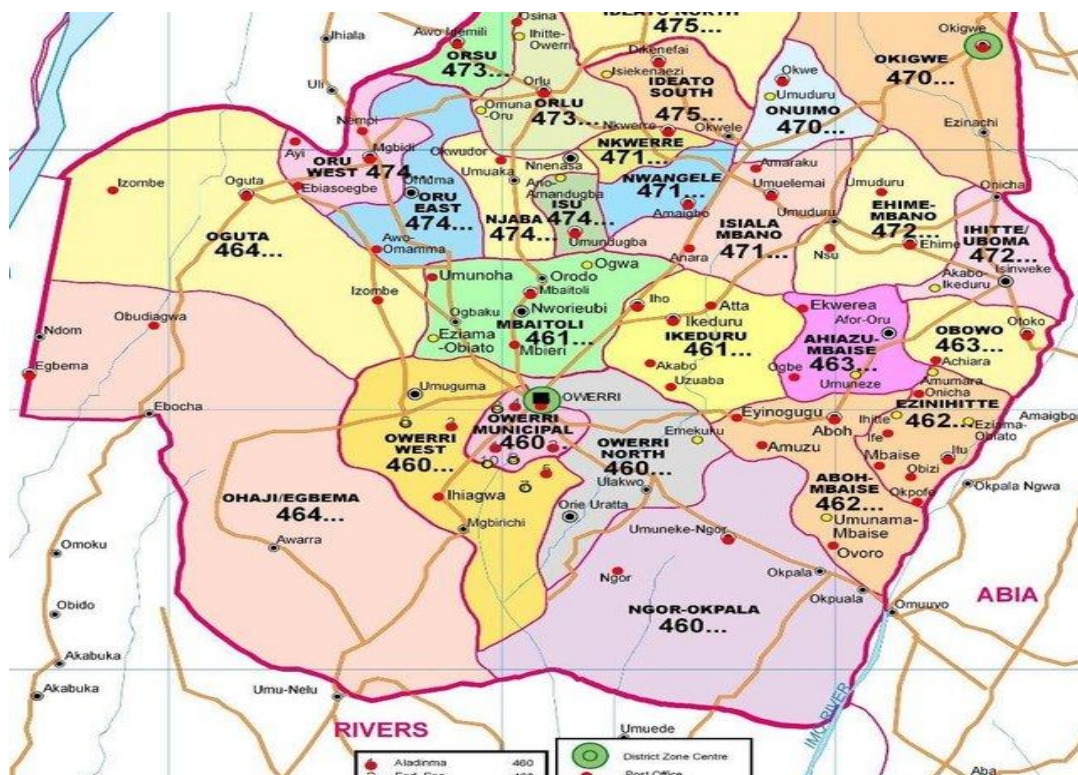 IDEATO NORTH
475...
Osina
Ihitte-
Owerri
Awo Idemili
ORSU
473...
Ihiala
Uli
Dikenefai
Isiekenaezi
IDEATO
SOUTH
475...
Okigwe
OKIGWE
470...
Okwe
Umuduru
ONUIMO
470...
Orlu
ORLU
473...
Omuna
-Oru
Nkwerre
Okwele
Ezinachi
Nempi
Mgbidi
Ayi
ORU
WEST
474...
Okwudor
Umuaka
Nnenasa
NKWERRE
471...
Amaraku
NWANGELE
471...
Amaigbo
Izombe
Oguta
Ebiasoegbe
ORU
EAST
474...
Amandugba
ISU
474...
Umundugba
NJABA
474...
Umuelemai
Umuduru
ISIALA
MBANO
471...
Umuduru
Onicha
EHIME-
MBANO
472...
Ehime
IHITTE/
UBOMA
472...
OGUTA
464...
Awo-
Omamma
Anara
Nsu
Akabo-
Ikeduru
Isinweke
Umunoha
Ogwa
Orodo
Mbaitoli
Nworieubi
MBAITOLI
461...
Mbieri
Izombe
Ogbaku
Eziama
-Obiato
Iho
Atta
Ikeduru
IKEDURU
461...
Akabo
Uzuaba
Ekwerea
Afor-Oru
AHIAZU-
MBAISE
463...
Ogbe
Umuneze
OBOWO
463...
Otoko
Achiara
Amumara
Onicha
EZINIHITTE
462...
Ndom
Obudiagwa
Egbema
Ebocha
Umuguma
OWERRI
OWERRI
MUNICIPAL
460...
OWERRI
WEST
460...
OWERRI
NORTH
460...
Emekuku
Eyinogugu
Aboh
Amuzu
Ihitte
Ife
Eziama-
Obiato
Amaigbo
Mbaise
Obizi
Itu
Okpofe
Okpala Ngwa
ABOH-
MBAISE
462...
Umunama-
Mbaise
Ovoro
OHAJI/EGBEMA
464...
Ihiagwa
Ulakwo
Orie Uratta
Mgbirichi
Awarra
Umuneke-Ngor
Ngor
Okpala
Okpuala
NGOR-OKPALA
460...
Omuuvo
ABIA
Omoku
Obido
Akabuka
Akabuka
Umu-Nelu
RIVERS
Umuede
IMO RIVER
Aba
Aladinma 460
District Zone Centre
Post Office